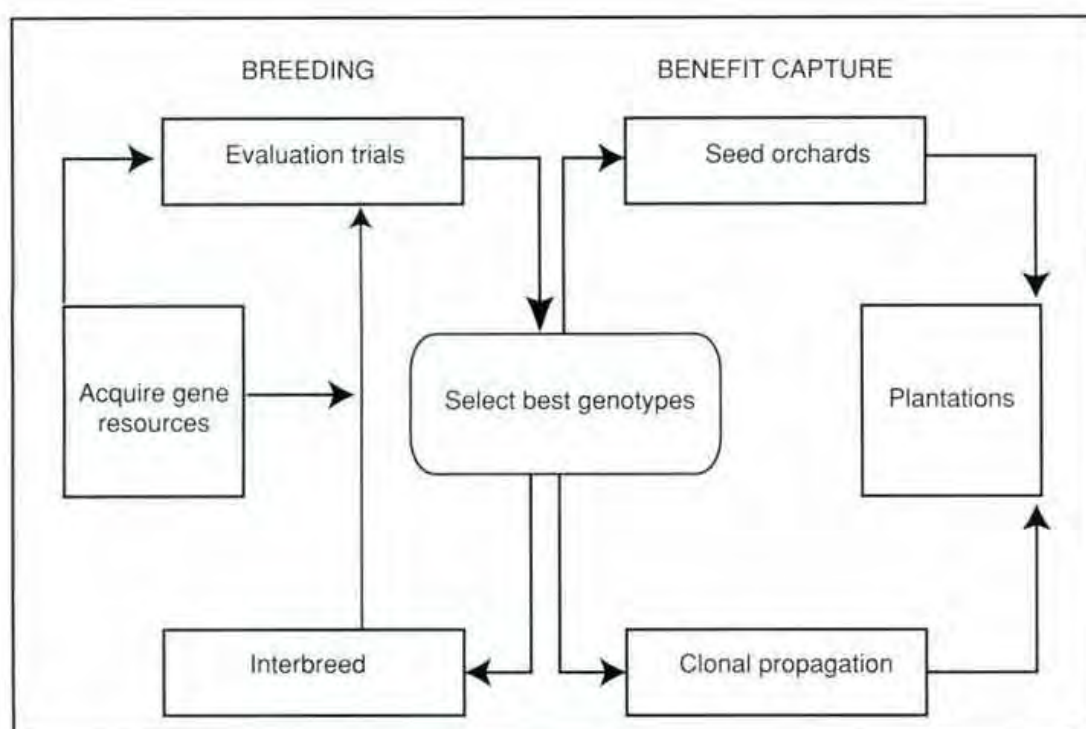 BREEDING
BENEFIT CAPTURE
Evaluation trials
Seed orchards
Acquire gene
resources
Select best genotypes
Plantations
Interbreed
Clonal propagation